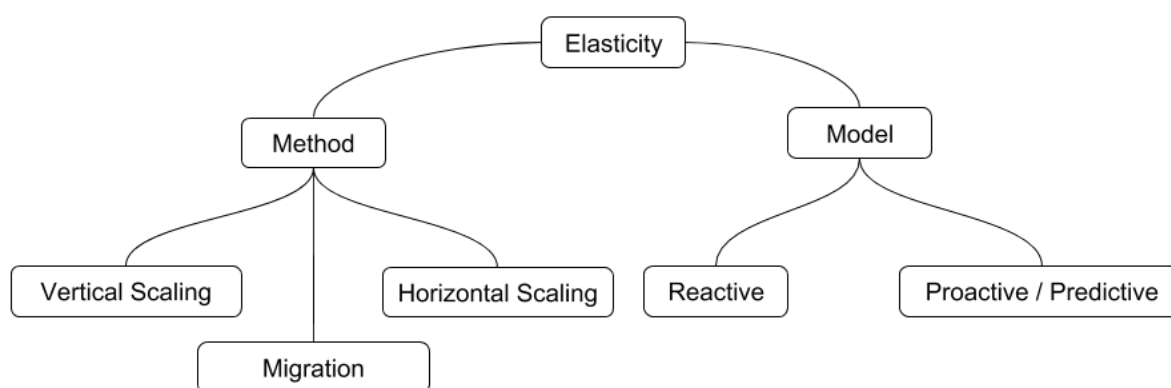 Elasticity
Method
Model
Vertical Scaling
Horizontal Scaling
Reactive
Proactive / Predictive
Migration